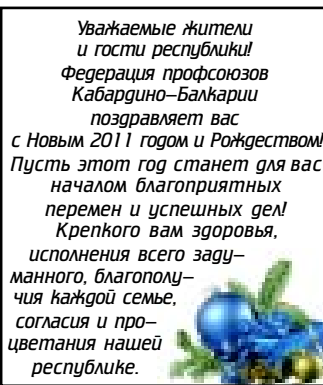 Уважаемые жители
и гости республики!
Федерация профсоюзов
Кабардино–Балкарии
поздравляет вас
с Новым 2011 годом и Рождеством!
Пусть этот год станет для вас
началом благоприятных
перемен и успешных дел!
Крепкого вам здоровья,
исполнения всего заду–
манного, благополу–
чия каждой семье,
согласия и про–
цветания нашей
республике.